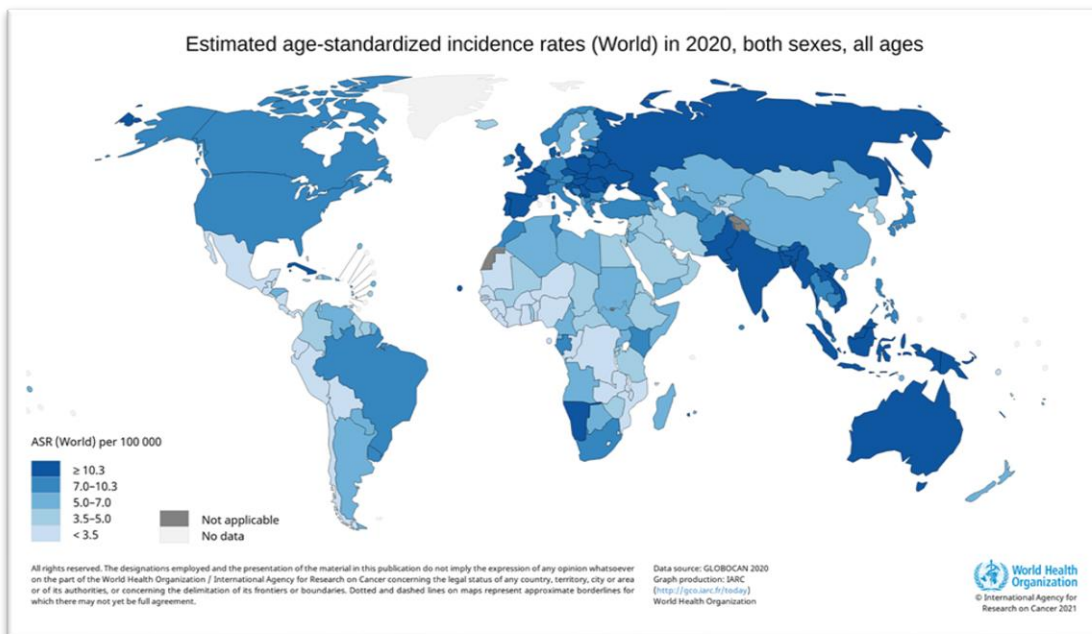 Estimated age-standardized incidence rates (World) in 2020, both sexes, all ages
ASR (World) per 100 000
≥ 10.3
7.0–10.3
5.0–7.0
3.5–5.0
< 3.5
Not applicable
No data
All rights reserved. The designations employed and the presentation of the material in this publication do not imply the expression of any opinion whatsoever
on the part of the World Health Organization / International Agency for Research on Cancer concerning the legal status of any country, territory, city or area
or of its authorities, or concerning the delimitation of its frontiers or boundaries. Dotted and dashed lines on maps represent approximate borderlines for
which there may not yet be full agreement.
Data source: GLOBOCAN 2020
Graph production: IARC
(http://gco.iarc.fr/today)
World Health Organization
World Health
Organization
© International Agency for
Research on Cancer 2021